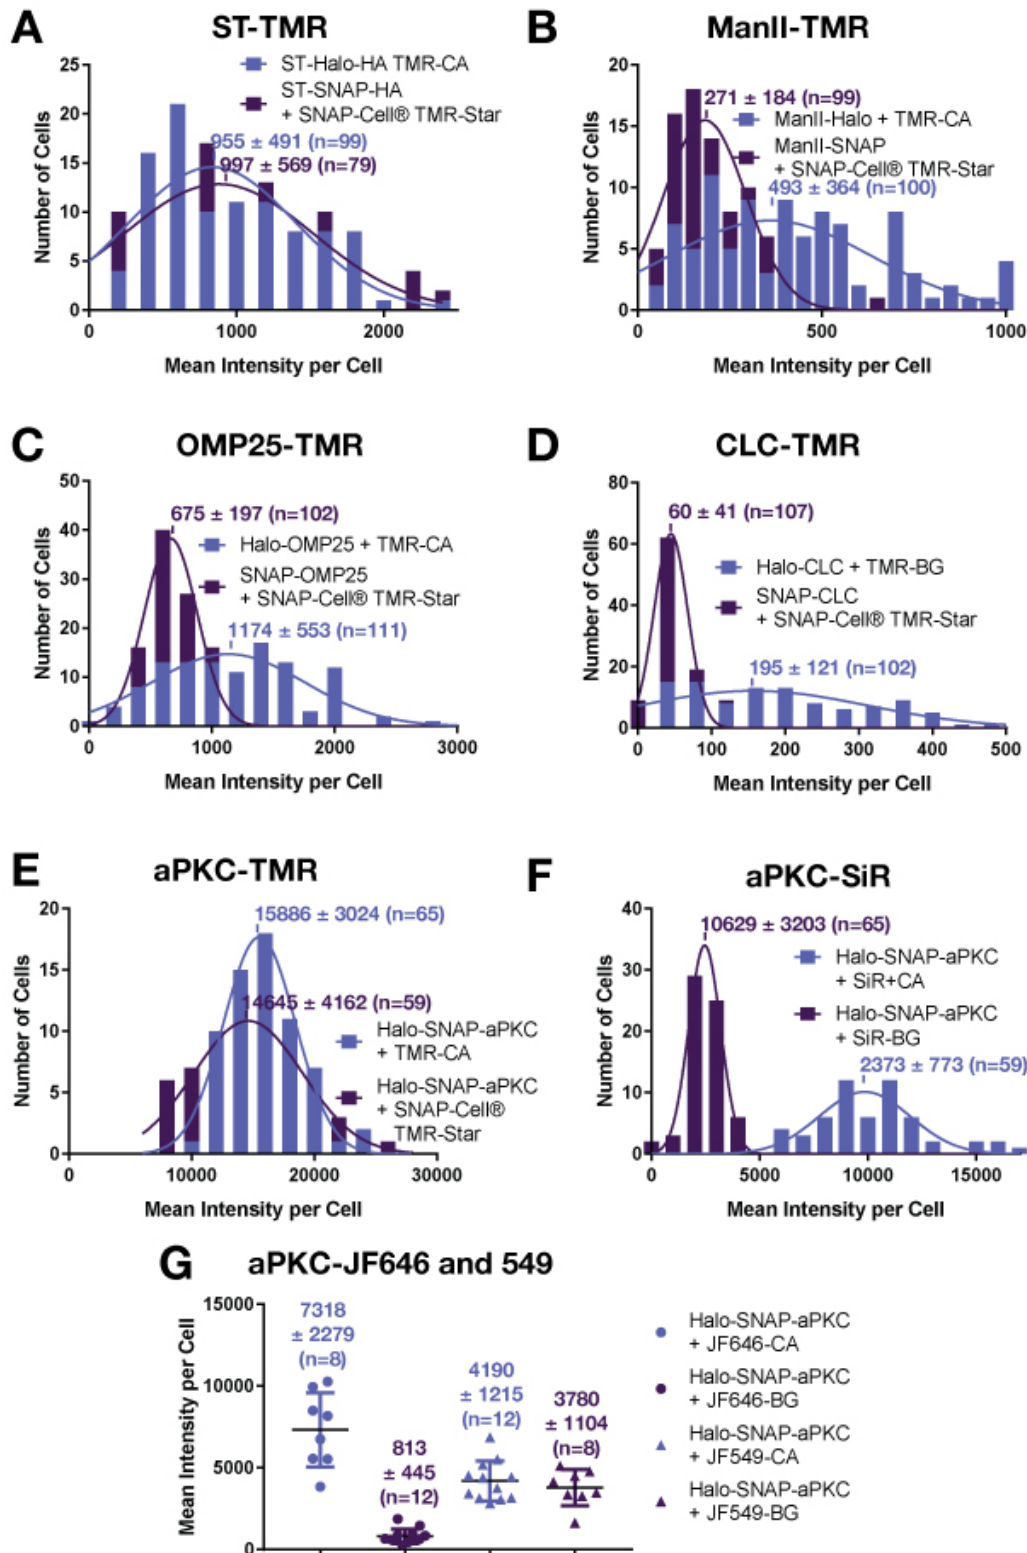 A
ST-TMR
ST-Halo-HA TMR-CA
ST-SNAP-HA
+ SNAP-Cell® TMR-Star
955 ± 491 (n=99)
997 ± 569 (n=79)
Number of Cells
25
20
15
10
5
0
0 1000 2000
Mean Intensity per Cell
B
ManII-TMR
271 ± 184 (n=99)
ManII-Halo + TMR-CA
ManII-SNAP
+ SNAP-Cell® TMR-Star
493 ± 364 (n=100)
Number of Cells
20
15
10
5
0
0 500 1000
Mean Intensity per Cell
C
OMP25-TMR
675 ± 197 (n=102)
Halo-OMP25 + TMR-CA
SNAP-OMP25
+ SNAP-Cell® TMR-Star
1174 ± 553 (n=111)
Number of Cells
50
40
30
20
10
0
0 1000 2000 3000
Mean Intensity per Cell
D
CLC-TMR
60 ± 41 (n=107)
Halo-CLC + TMR-BG
SNAP-CLC
+ SNAP-Cell® TMR-Star
195 ± 121 (n=102)
Number of Cells
80
60
40
20
0
0 100 200 300 400 500
Mean Intensity per Cell
E
aPKC-TMR
15886 ± 3024 (n=65)
14645 ± 4162 (n=59)
Halo-SNAP-aPKC
+ TMR-CA
Halo-SNAP-aPKC
+ SNAP-Cell®
TMR-Star
Number of Cells
20
15
10
5
0
0 10000 20000 30000
Mean Intensity per Cell
F
aPKC-SiR
10629 ± 3203 (n=65)
Halo-SNAP-aPKC
+ SiR+CA
Halo-SNAP-aPKC
+ SiR-BG
2373 ± 773 (n=59)
Number of Cells
40
30
20
10
0
0 5000 10000 15000
Mean Intensity per Cell
G
aPKC-JF646 and 549
Mean Intensity per Cell
15000
10000
5000
0
7318
± 2279
(n=8)
813
± 445
(n=12)
4190
± 1215
(n=12)
3780
± 1104
(n=8)
Halo-SNAP-aPKC
+ JF646-CA
Halo-SNAP-aPKC
+ JF646-BG
Halo-SNAP-aPKC
+ JF549-CA
Halo-SNAP-aPKC
+ JF549-BG